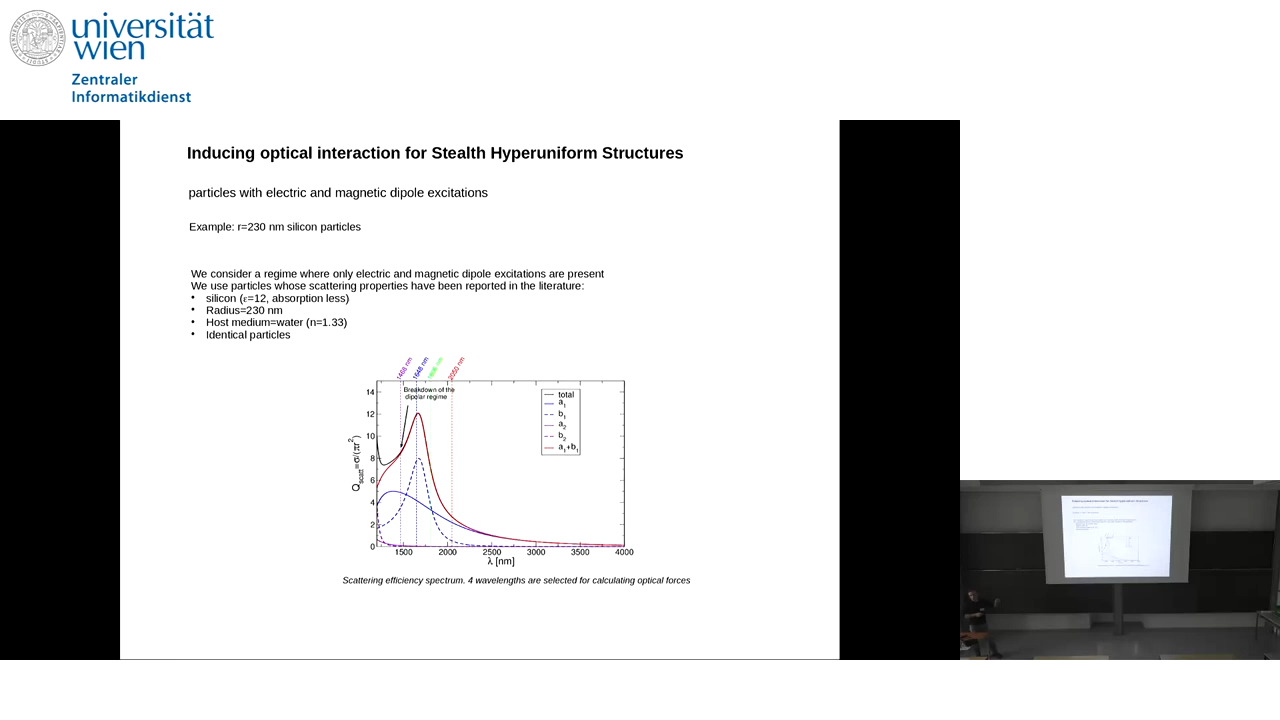 universität
wien
Zentraler
Informatikdienst
Inducing optical interaction for Stealth Hyperuniform Structures
particles with electric and magnetic dipole excitations
Example: r=230 nm silicon particles
We consider a regime where only electric and magnetic dipole excitations are present
We use particles whose scattering properties have been reported in the literature:
• silicon (ε=12, absorption less)
• Radius=230 nm
• Host medium=water (n=1.33)
• Identical particles
1468 nm
1648 nm
nm
2050 nm
Breakdown of the
dipolar regime
total
a1
b1
a2
b2
a1+b1
14
12
10
8
6
4
2
0
Qscatt=σ/(πr²)
1500 2000 2500 3000 3500 4000
λ [nm]
Scattering efficiency spectrum. 4 wavelengths are selected for calculating optical forces